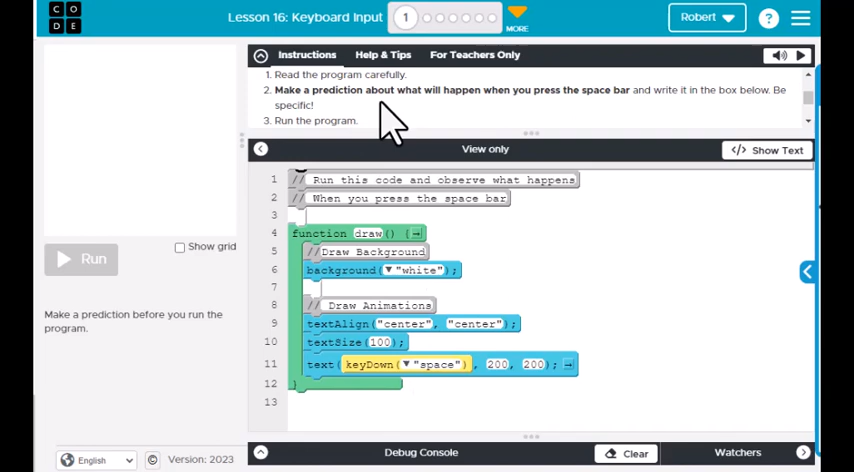 C O
D E
Lesson 16: Keyboard Input
1
MORE
Robert
?
Instructions
Help & Tips
For Teachers Only
1. Read the program carefully.
2. Make a prediction about what will happen when you press the space bar and write it in the box below. Be
specific!
3. Run the program.
View only
</> Show Text
Run
Show grid
Make a prediction before you run the
program.
1 // Run this code and observe what happens
2 // When you press the space bar
3
4 function draw() {
5 //Draw Background
6 background("white");
7
8 // Draw Animations
9 textAlign("center", "center");
10 textSize(100);
11 text(keyDown("space"), 200, 200);
12 }
13
English
©
Version: 2023
Debug Console
Clear
Watchers